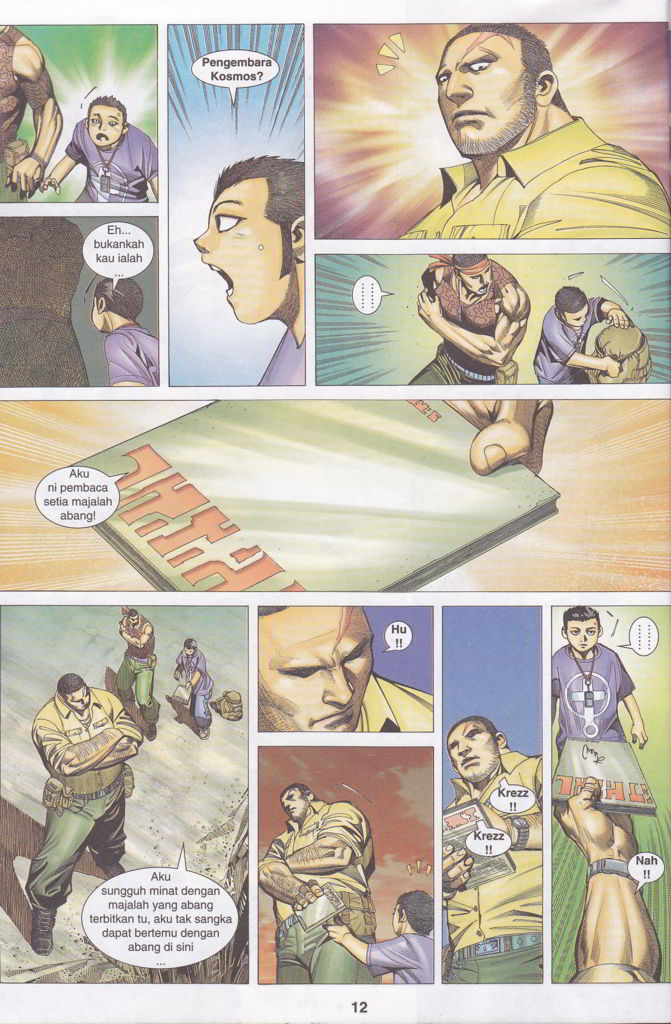 Pengembara
Kosmos?
Eh...
bukankah
kau ialah
...
Aku
ni pembaca
setia majalah
abang!
Aku
sungguh minat dengan
majalah yang abang
terbitkan tu, aku tak sangka
dapat bertemu dengan
abang di sini
...
Hu
!!
Krezz
!!
Krezz
!!
Nah
!!
12